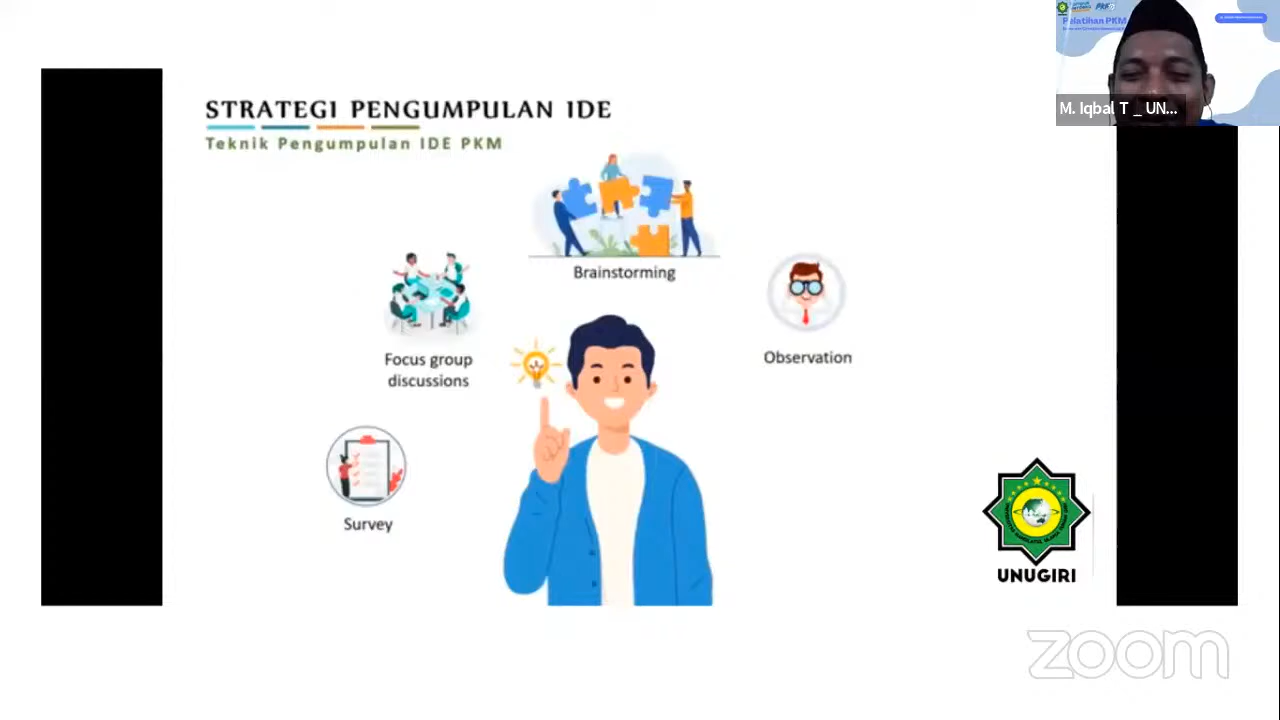 STRATEGI PENGUMPULAN IDE
Teknik Pengumpulan IDE PKM
Brainstorming
Focus group
discussions
Observation
Survey
UNUGIRI
Pelatihan PKM
M. Iqbal T _ UN...
zoom